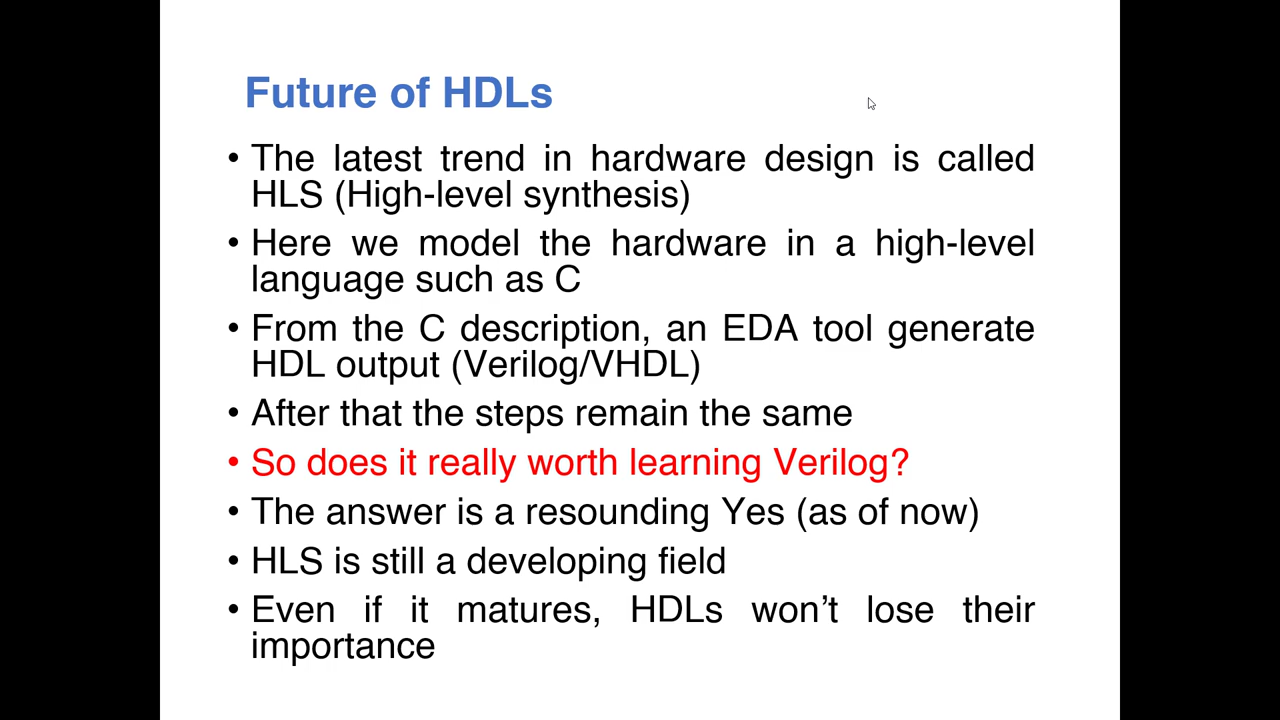 Future of HDLs
• The latest trend in hardware design is called
HLS (High-level synthesis)
• Here we model the hardware in a high-level
language such as C
• From the C description, an EDA tool generate
HDL output (Verilog/VHDL)
• After that the steps remain the same
• So does it really worth learning Verilog?
• The answer is a resounding Yes (as of now)
• HLS is still a developing field
• Even if it matures, HDLs won’t lose their
importance